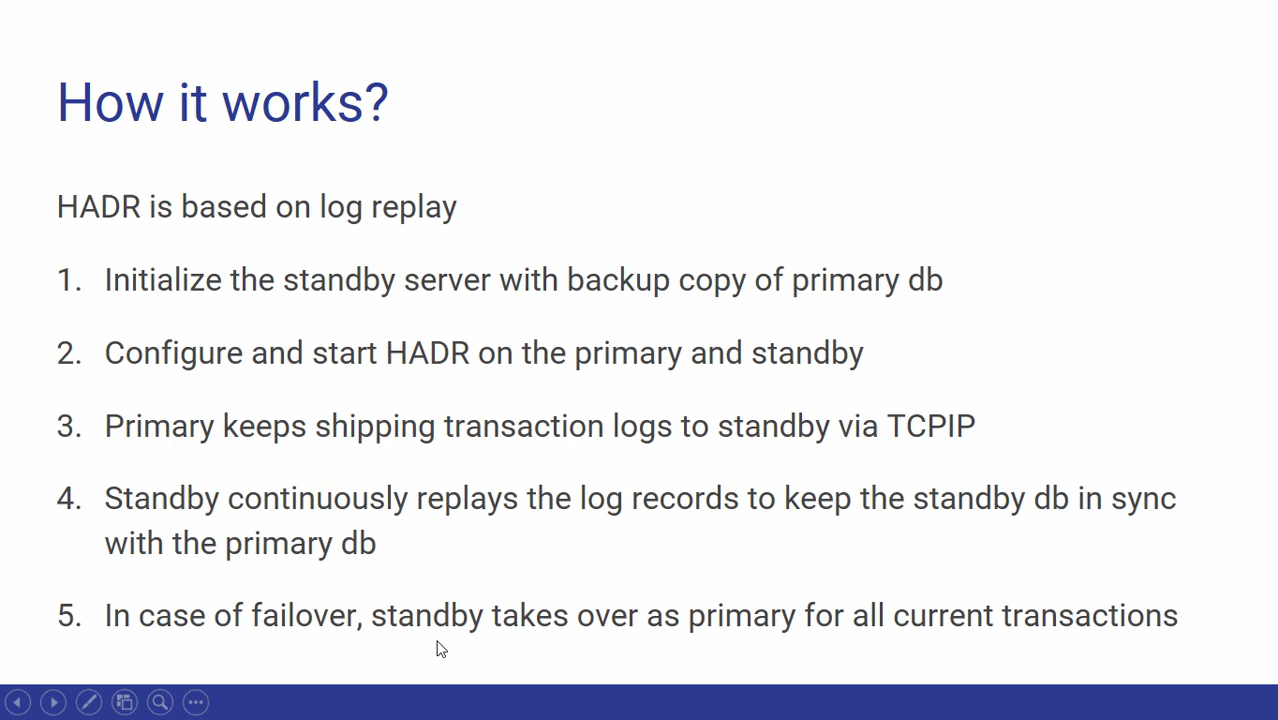 How it works?
HADR is based on log replay
1. Initialize the standby server with backup copy of primary db
2. Configure and start HADR on the primary and standby
3. Primary keeps shipping transaction logs to standby via TCPIP
4. Standby continuously replays the log records to keep the standby db in sync
with the primary db
5. In case of failover, standby takes over as primary for all current transactions